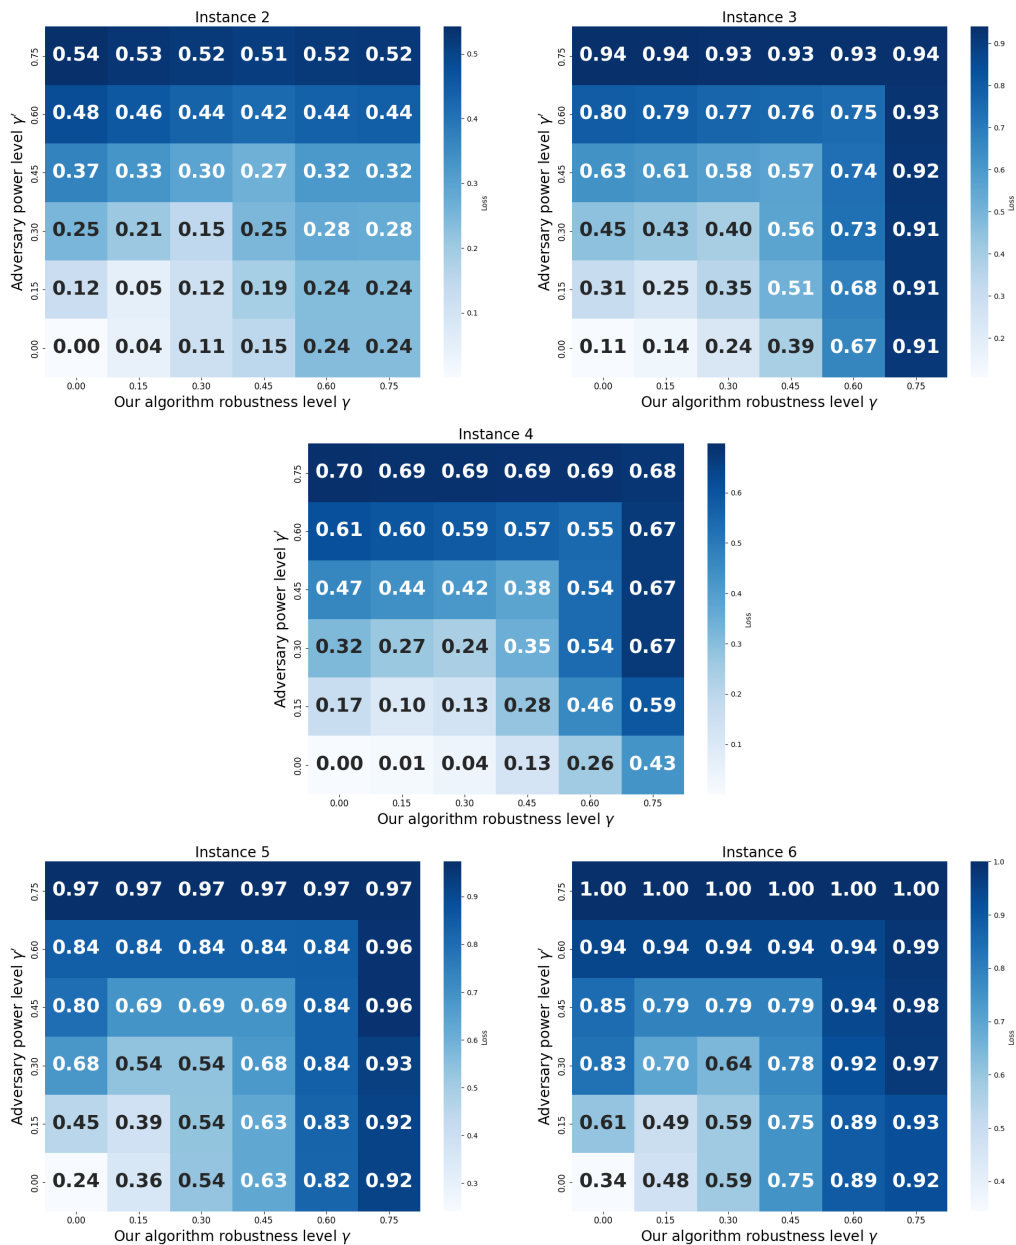 Instance 2
Adversary power level γ′
0.75 0.54 0.53 0.52 0.51 0.52 0.52
0.60 0.48 0.46 0.44 0.42 0.44 0.44
0.45 0.37 0.33 0.30 0.27 0.32 0.32
0.30 0.25 0.21 0.15 0.25 0.28 0.28
0.15 0.12 0.05 0.12 0.19 0.24 0.24
0.00 0.00 0.04 0.11 0.15 0.24 0.24
0.00 0.15 0.30 0.45 0.60 0.75
Our algorithm robustness level γ
0.5
0.4
0.3
0.2
0.1
Loss
Instance 3
Adversary power level γ′
0.75 0.94 0.94 0.93 0.93 0.93 0.94
0.60 0.80 0.79 0.77 0.76 0.75 0.93
0.45 0.63 0.61 0.58 0.57 0.74 0.92
0.30 0.45 0.43 0.40 0.56 0.73 0.91
0.15 0.31 0.25 0.35 0.51 0.68 0.91
0.00 0.11 0.14 0.24 0.39 0.67 0.91
0.00 0.15 0.30 0.45 0.60 0.75
Our algorithm robustness level γ
0.9
0.8
0.7
0.6
0.5
0.4
0.3
0.2
Loss
Instance 4
Adversary power level γ′
0.75 0.70 0.69 0.69 0.69 0.69 0.68
0.60 0.61 0.60 0.59 0.57 0.55 0.67
0.45 0.47 0.44 0.42 0.38 0.54 0.67
0.30 0.32 0.27 0.24 0.35 0.54 0.67
0.15 0.17 0.10 0.13 0.28 0.46 0.59
0.00 0.00 0.01 0.04 0.13 0.26 0.43
0.00 0.15 0.30 0.45 0.60 0.75
Our algorithm robustness level γ
0.6
0.5
0.4
0.3
0.2
0.1
Loss
Instance 5
Adversary power level γ′
0.75 0.97 0.97 0.97 0.97 0.97 0.97
0.60 0.84 0.84 0.84 0.84 0.84 0.96
0.45 0.80 0.69 0.69 0.69 0.84 0.96
0.30 0.68 0.54 0.54 0.68 0.84 0.93
0.15 0.45 0.39 0.54 0.63 0.83 0.92
0.00 0.24 0.36 0.54 0.63 0.82 0.92
0.00 0.15 0.30 0.45 0.60 0.75
Our algorithm robustness level γ
0.9
0.8
0.7
0.6
0.5
0.4
0.3
Loss
Instance 6
Adversary power level γ′
0.75 1.00 1.00 1.00 1.00 1.00 1.00
0.60 0.94 0.94 0.94 0.94 0.94 0.99
0.45 0.85 0.79 0.79 0.79 0.94 0.98
0.30 0.83 0.70 0.64 0.78 0.92 0.97
0.15 0.61 0.49 0.59 0.75 0.89 0.93
0.00 0.34 0.48 0.59 0.75 0.89 0.92
0.00 0.15 0.30 0.45 0.60 0.75
Our algorithm robustness level γ
1.0
0.9
0.8
0.7
0.6
0.5
0.4
Loss